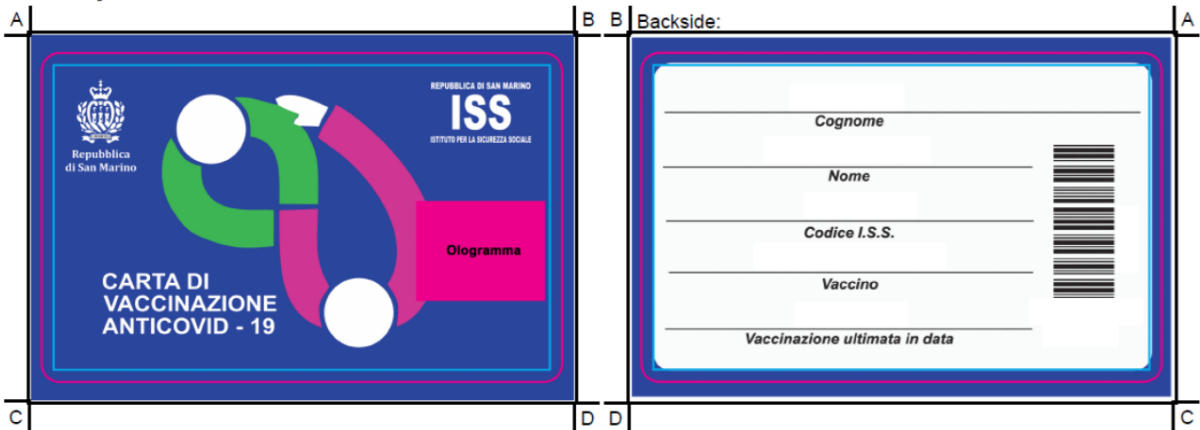 A
B
B
Backside:
A
Repubblica
di San Marino
REPUBBLICA DI SAN MARINO
ISS
ISTITUTO PER LA SICUREZZA SOCIALE
Ologramma
CARTA DI
VACCINAZIONE
ANTICOVID - 19
Cognome
Nome
Codice I.S.S.
Vaccino
Vaccinazione ultimata in data
C
D
D
C